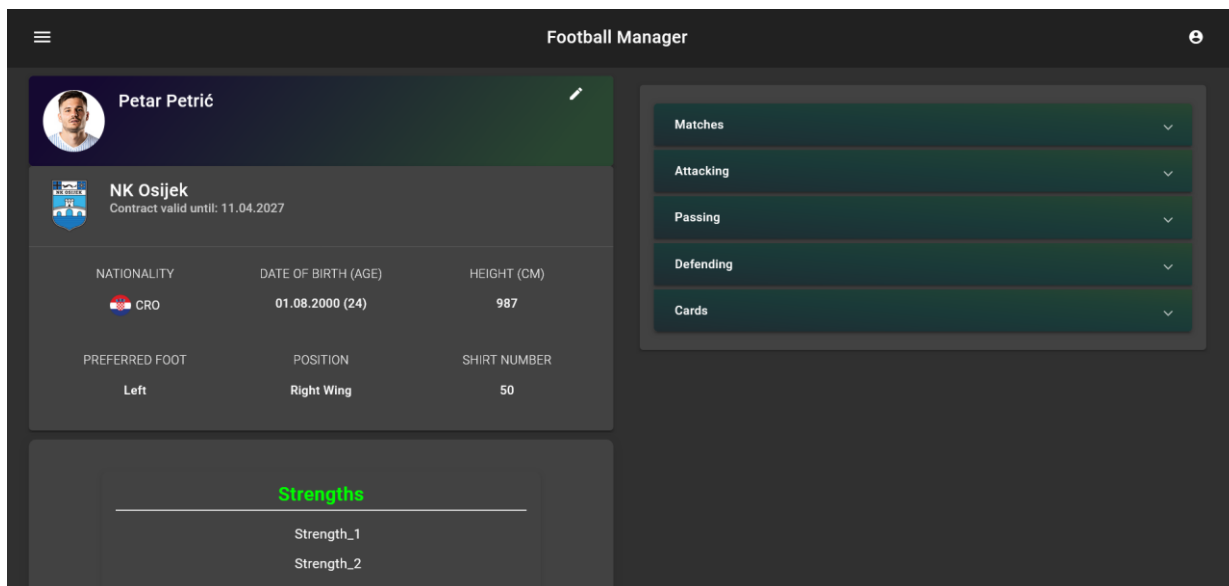 Football Manager
Petar Petrić
NK OSIJEK
NK Osijek
Contract valid until: 11.04.2027
NATIONALITY DATE OF BIRTH (AGE) HEIGHT (CM)
CRO 01.08.2000 (24) 987
PREFERRED FOOT POSITION SHIRT NUMBER
Left Right Wing 50
Strengths
Strength_1
Strength_2
Matches
Attacking
Passing
Defending
Cards